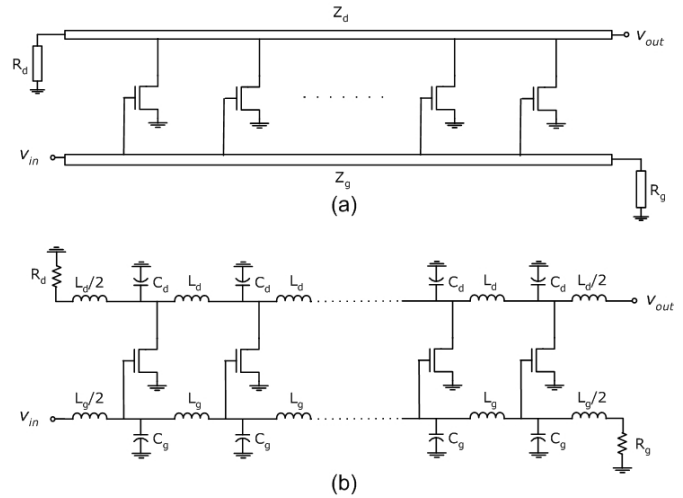 Z_d
R_d
V_out
V_in
Z_g
R_g
(a)
R_d
L_d/2 C_d L_d C_d L_d C_d L_d C_d L_d/2
V_out
L_g/2 L_g L_g L_g L_g/2
V_in
C_g C_g C_g C_g
R_g
(b)